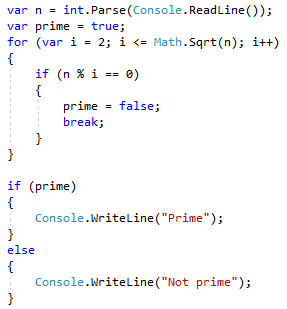 var n = int.Parse(Console.ReadLine());
var prime = true;
for (var i = 2; i <= Math.Sqrt(n); i++)
{
    if (n % i == 0)
    {
        prime = false;
        break;
    }
}

if (prime)
{
    Console.WriteLine("Prime");
}
else
{
    Console.WriteLine("Not prime");
}